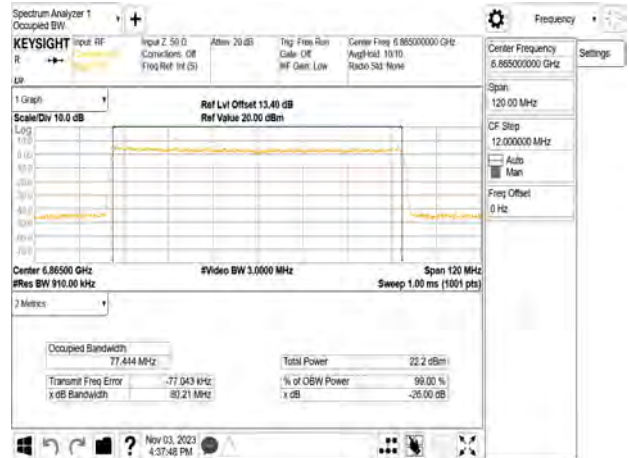 Spectrum Analyzer 1
Occupied BW
Frequency
KEYSIGHT
Input: RF
Input Z: 50 Ω
Atten: 20 dB
Trig: Free Run
Center Freq: 6.865000000 GHz
R
Corrections: Off
Gate: Off
Avg|Hold: 10/10
Freq Ref: Int (S)
#IF Gain: Low
Radio Std: None
Center Frequency
6.865000000 GHz
Settings
Span
120.00 MHz
CF Step
12.000000 MHz
Auto
Man
Freq Offset
0 Hz
1 Graph
Ref Lvl Offset 13.40 dB
Scale/Div 10.0 dB
Ref Value 20.00 dBm
Log
Center 6.86500 GHz
#Video BW 3.0000 MHz
Span 120 MHz
#Res BW 910.00 kHz
Sweep 1.00 ms (1001 pts)
2 Metrics
Occupied Bandwidth
77.444 MHz
Total Power
22.2 dBm
Transmit Freq Error
-77.043 kHz
% of OBW Power
99.00 %
x dB Bandwidth
80.21 MHz
x dB
-26.00 dB
?
Nov 03, 2023
4:37:48 PM